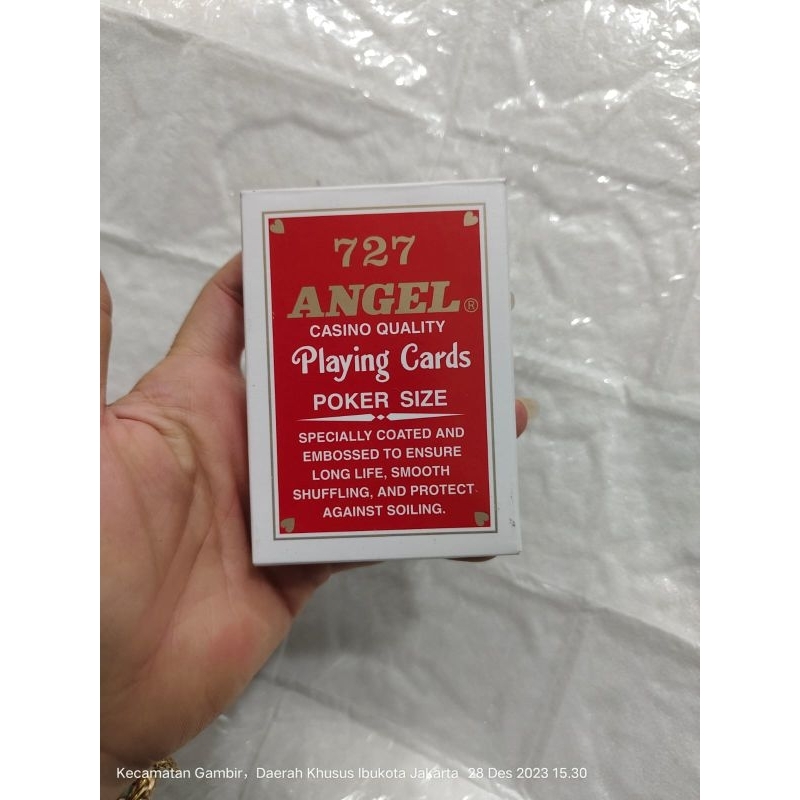 727
ANGEL®
CASINO QUALITY
Playing Cards
POKER SIZE
SPECIALLY COATED AND
EMBOSSED TO ENSURE
LONG LIFE, SMOOTH
SHUFFLING, AND PROTECT
AGAINST SOILING.
Kecamatan Gambir，Daerah Khusus Ibukota Jakarta 28 Des 2023 15.30